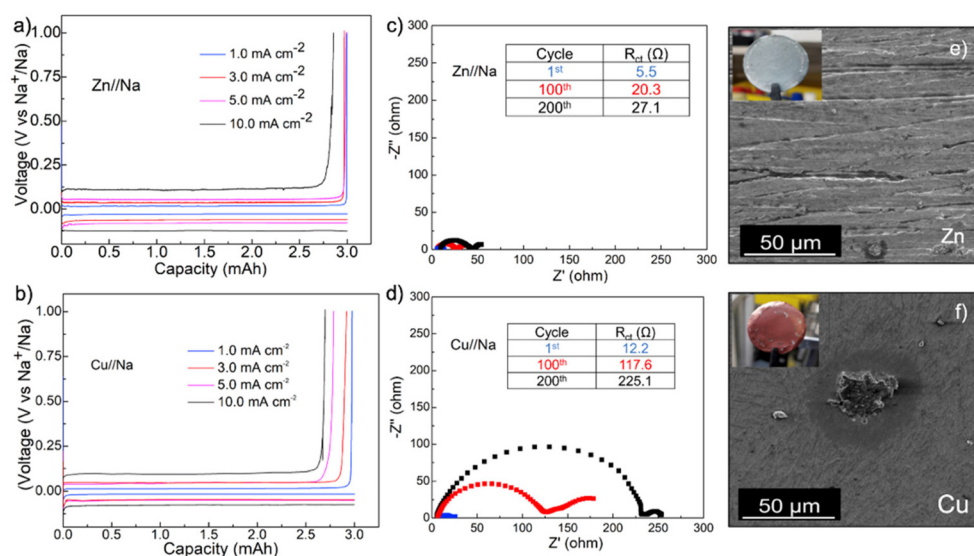 a)
Voltage (V vs Na⁺/Na)
1.00
0.75
0.50
0.25
0.00
Zn//Na
1.0 mA cm⁻²
3.0 mA cm⁻²
5.0 mA cm⁻²
10.0 mA cm⁻²
0.0 0.5 1.0 1.5 2.0 2.5 3.0
Capacity (mAh)
b)
(Voltage (V vs Na⁺/Na)
1.00
0.75
0.50
0.25
0.00
Cu//Na
1.0 mA cm⁻²
3.0 mA cm⁻²
5.0 mA cm⁻²
10.0 mA cm⁻²
0.0 0.5 1.0 1.5 2.0 2.5 3.0
Capacity (mAh)
c)
-Z'' (ohm)
300
250
200
150
100
50
0
Zn//Na
Cycle R_ct (Ω)
1ˢᵗ 5.5
100ᵗʰ 20.3
200ᵗʰ 27.1
0 50 100 150 200 250 300
Z' (ohm)
d)
-Z'' (ohm)
300
250
200
150
100
50
0
Cu//Na
Cycle R_ct (Ω)
1ˢᵗ 12.2
100ᵗʰ 117.6
200ᵗʰ 225.1
0 50 100 150 200 250 300
Z' (ohm)
e)
50 µm
Zn
f)
50 µm
Cu